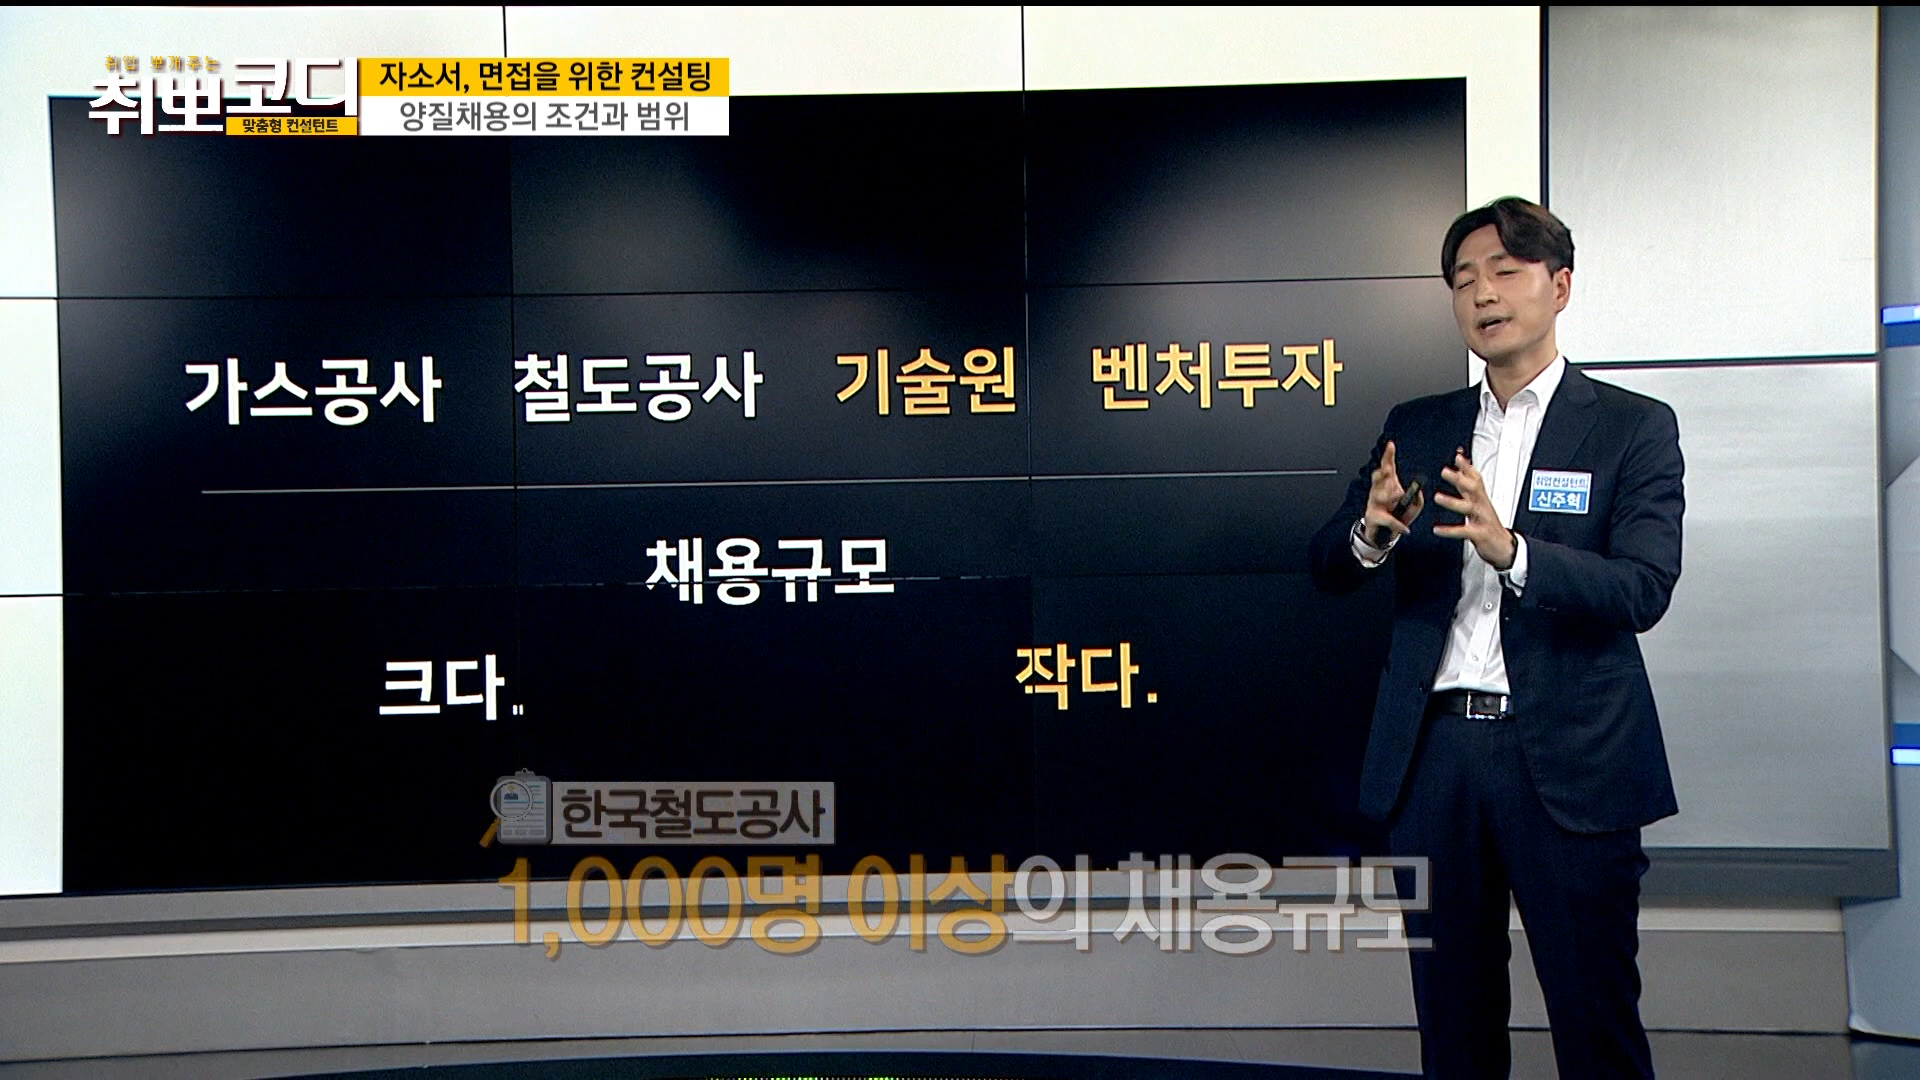 취업 뽀개주는
취뽀코디
맞춤형 컨설턴트
자소서, 면접을 위한 컨설팅
양질채용의 조건과 범위
가스공사 철도공사 기술원 벤처투자
채용규모
크다.. 작다.
취업컨설턴트
신주혁
한국철도공사
1,000명 이상의 채용규모